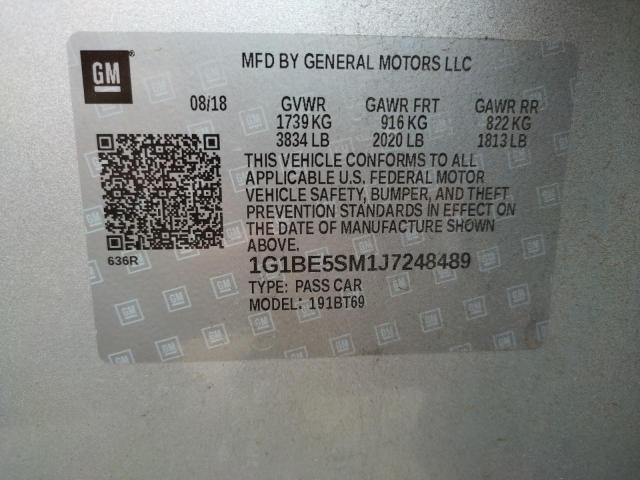 GM
MFD BY GENERAL MOTORS LLC
08/18 GVWR GAWR FRT GAWR RR
1739 KG 916 KG 822 KG
3834 LB 2020 LB 1813 LB
THIS VEHICLE CONFORMS TO ALL
APPLICABLE U.S. FEDERAL MOTOR
VEHICLE SAFETY, BUMPER, AND THEFT
PREVENTION STANDARDS IN EFFECT ON
THE DATE OF MANUFACTURE SHOWN
ABOVE.
636R
1G1BE5SM1J7248489
TYPE: PASS CAR
MODEL: 191BT69